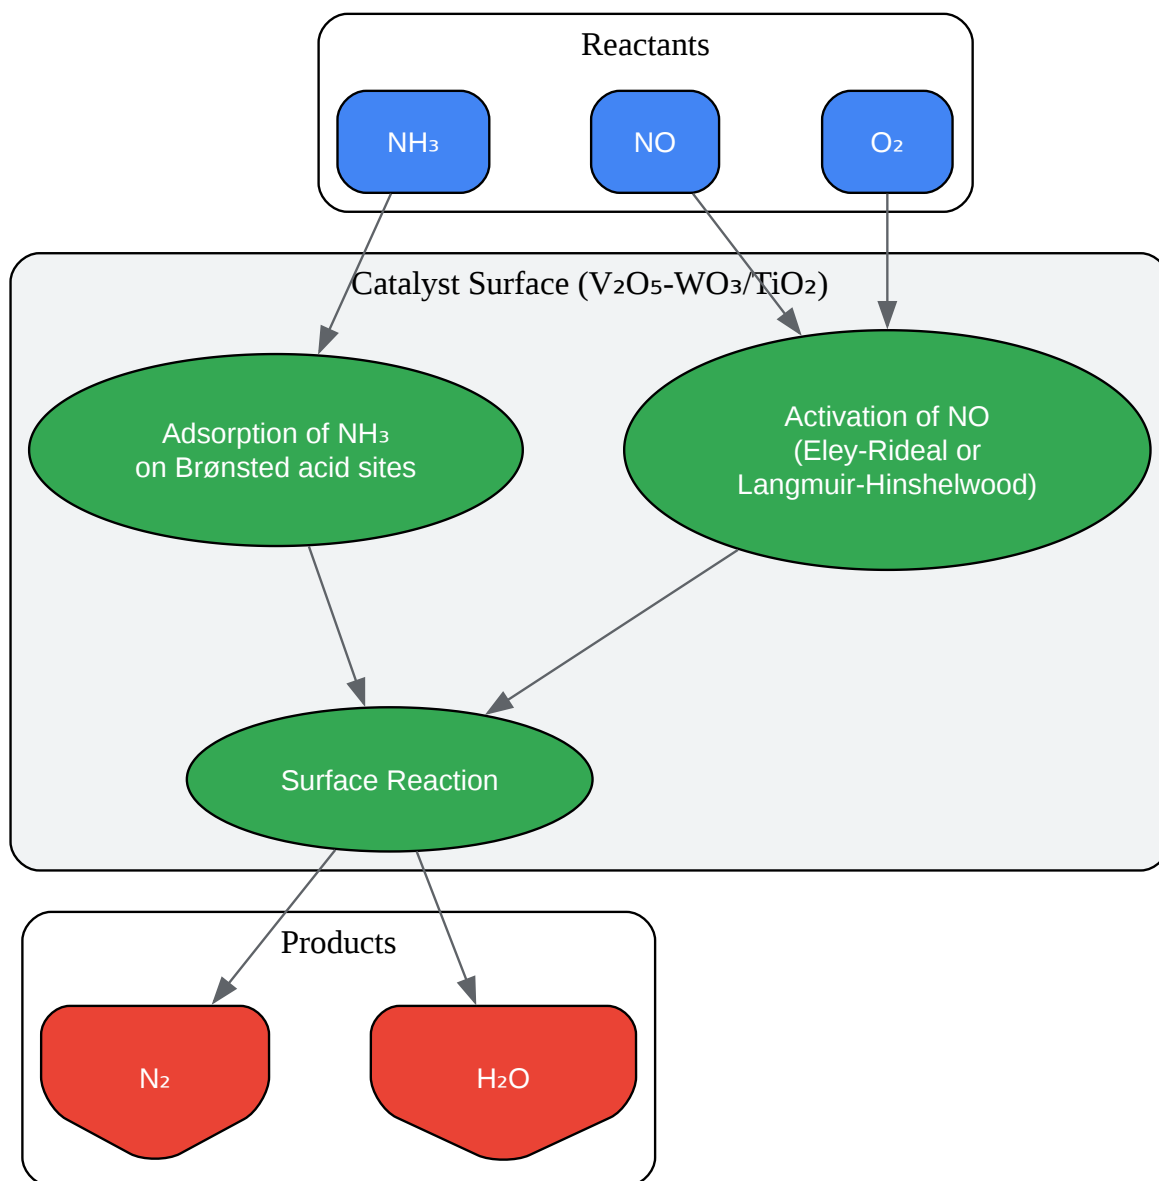 Reactants
NH₃
NO
O₂
Catalyst Surface (V₂O₅-WO₃/TiO₂)
Adsorption of NH₃
on Brønsted acid sites
Activation of NO
(Eley-Rideal or
Langmuir-Hinshelwood)
Surface Reaction
Products
N₂
H₂O